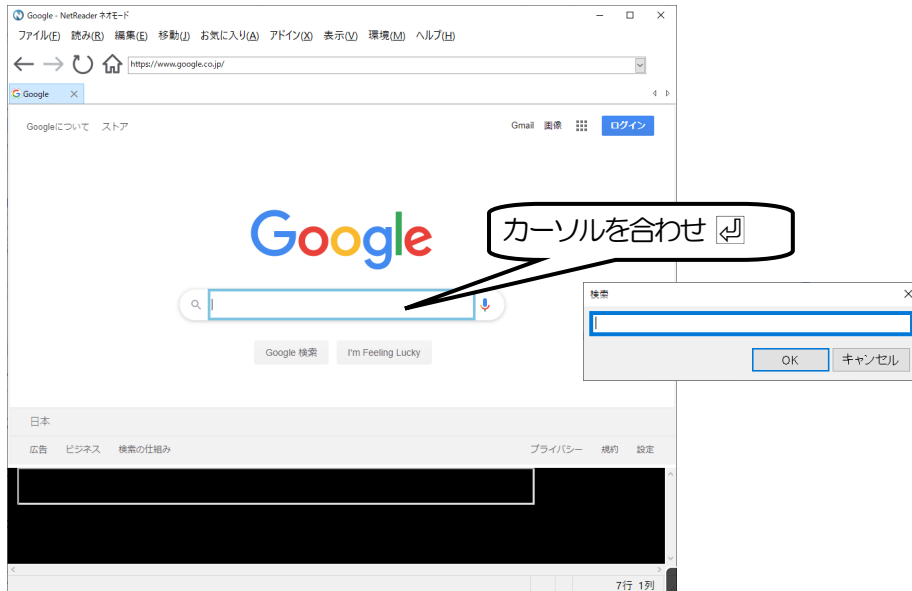 Google - NetReader ネオモード
ファイル(F) 読み(R) 編集(E) 移動(J) お気に入り(A) アドイン(X) 表示(V) 環境(M) ヘルプ(H)
https://www.google.co.jp/
Google
Googleについて ストア
Gmail 画像
ログイン
Google
カーソルを合わせ
検索
OK キャンセル
Google 検索 I'm Feeling Lucky
日本
広告 ビジネス 検索の仕組み プライバシー 規約 設定
7行 1列